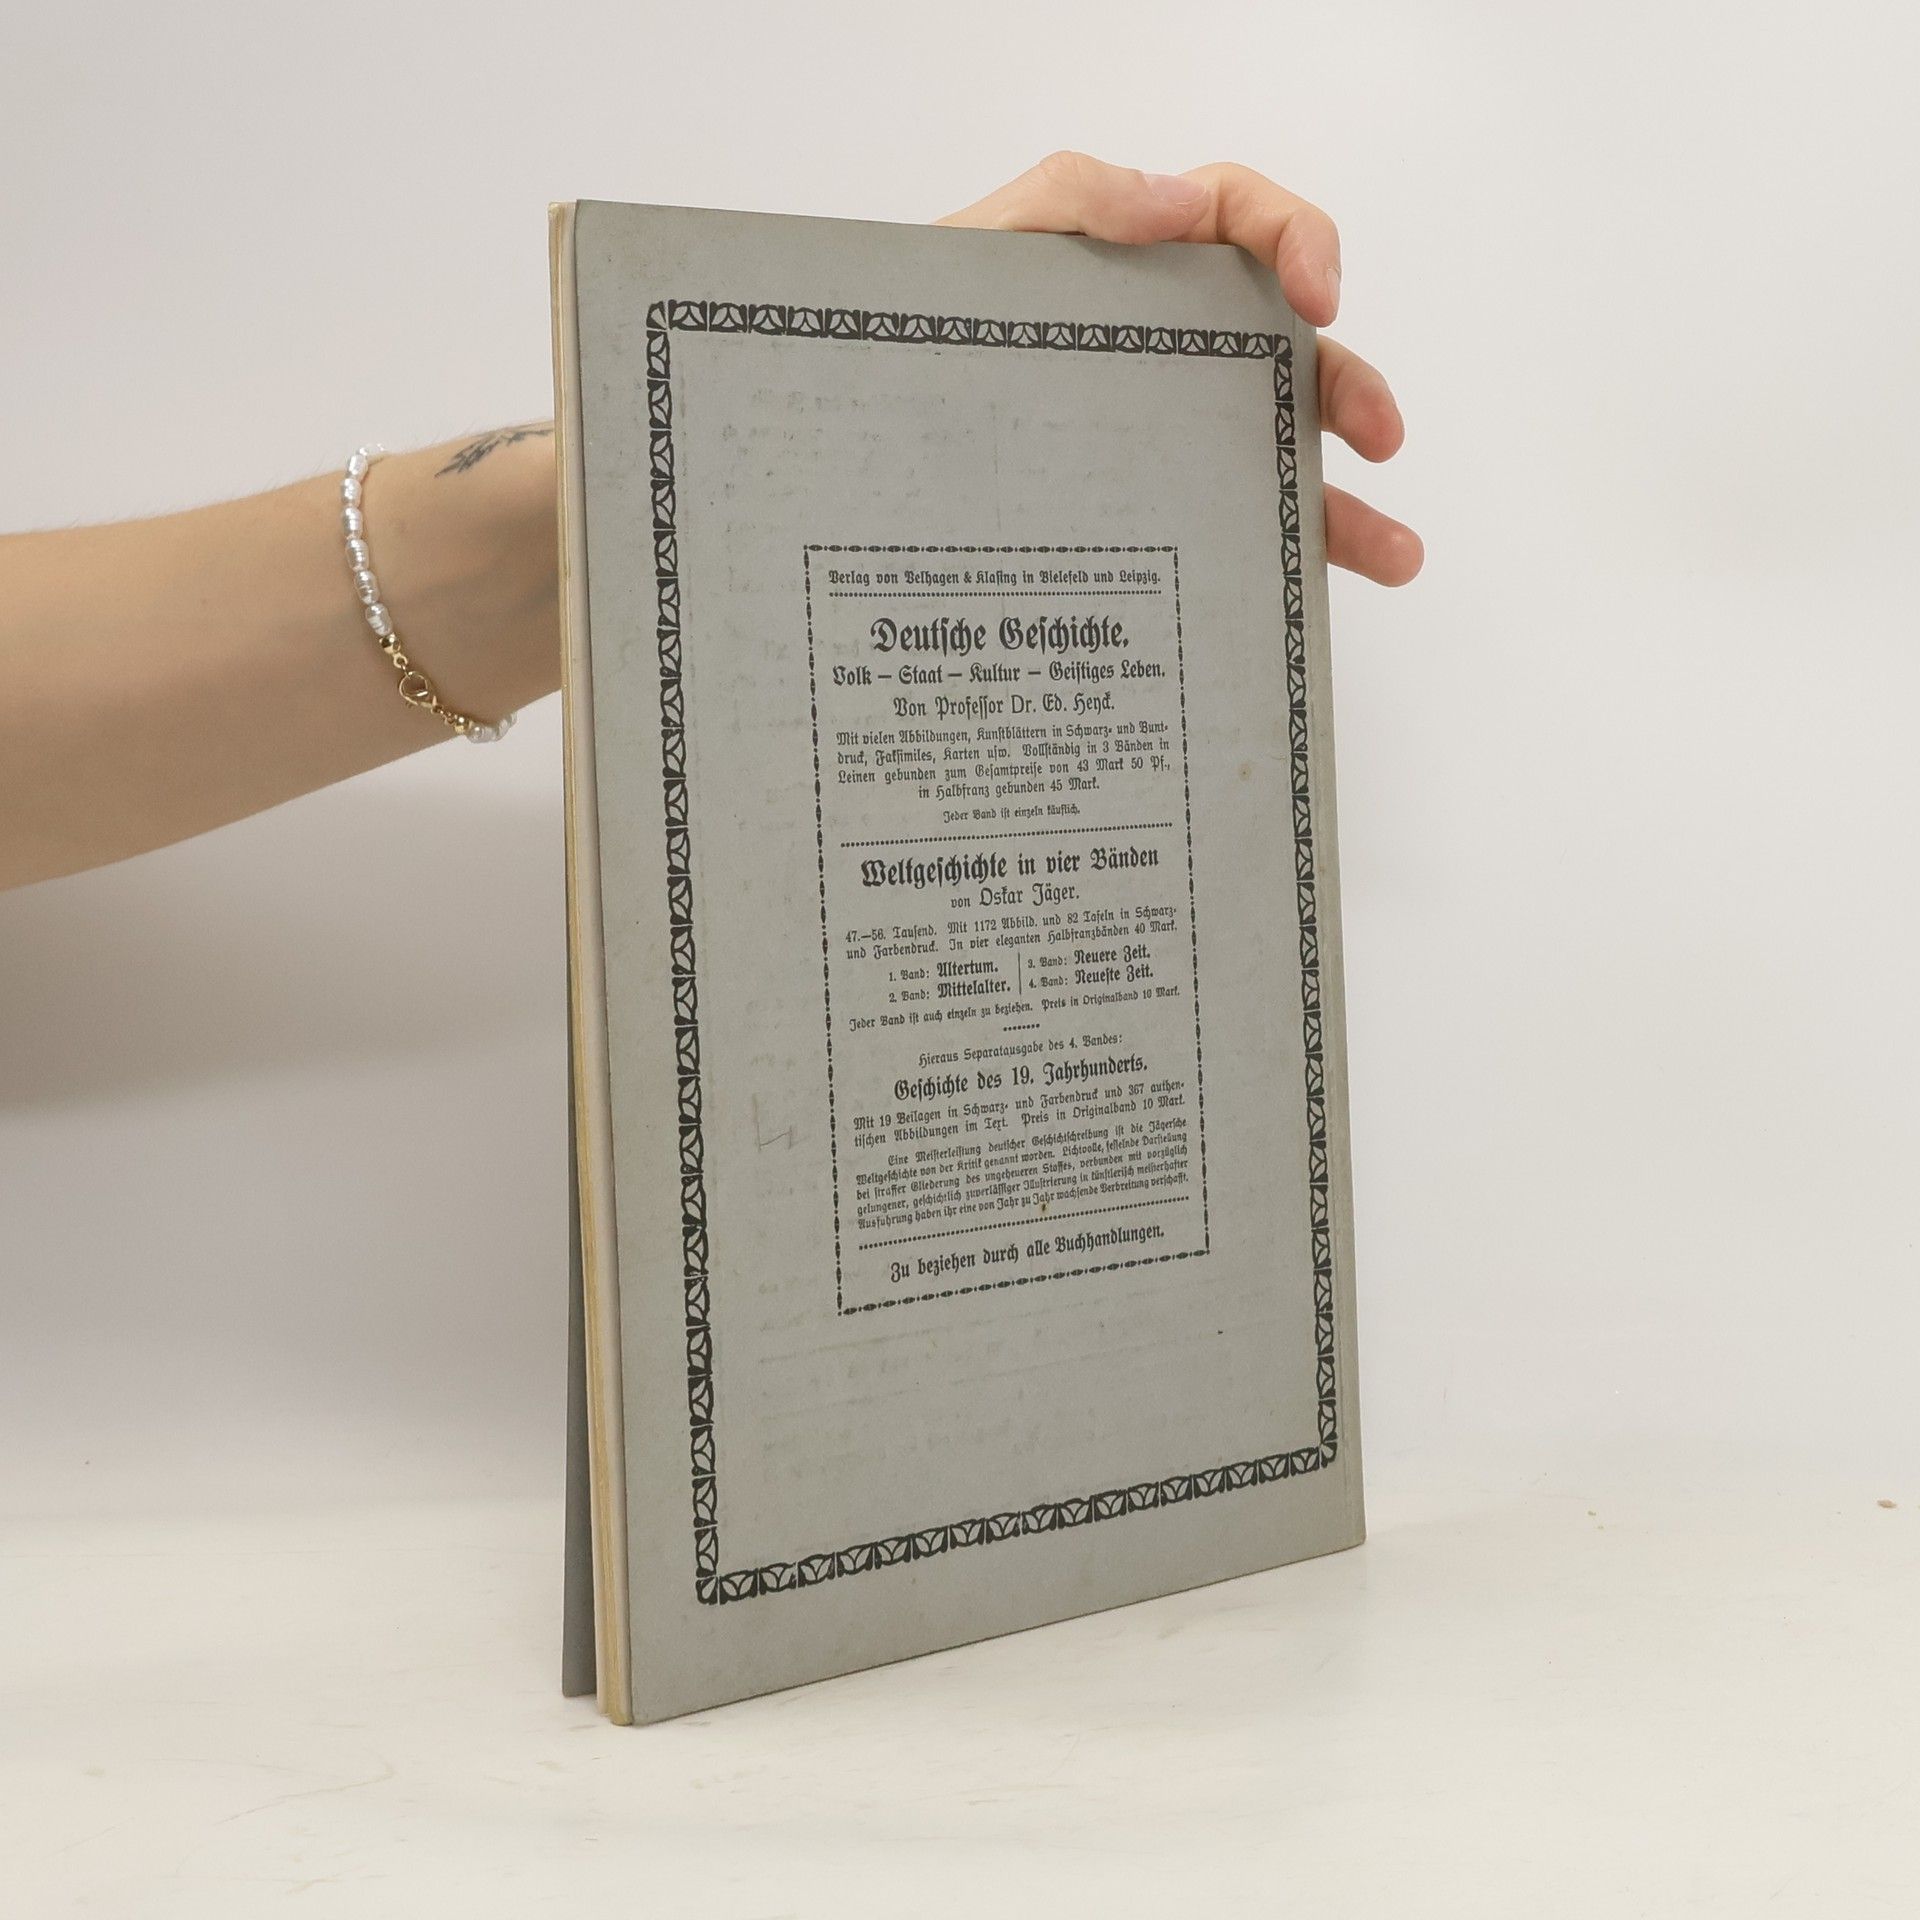 Verlag von Velhagen & Klasing in Bielefeld und Leipzig.
Deutsche Geschichte.
Volk — Staat — Kultur — Geistiges Leben.
Von Professor Dr. Ed. Heyck.
Mit vielen Abbildungen, Kunstblättern in Schwarz- und Bunt-
druck, Faksimiles, Karten usw. Vollständig in 3 Bänden in
Leinen gebunden zum Gesamtpreise von 43 Mark 50 Pf.,
in Halbfranz gebunden 45 Mark.
Jeder Band ist einzeln käuflich.
Weltgeschichte in vier Bänden
von Oskar Jäger.
47.—56. Tausend. Mit 1172 Abbild. und 82 Tafeln in Schwarz-
und Farbendruck. In vier eleganten Halbfranzbänden 40 Mark.
1. Band: Altertum. 3. Band: Neuere Zeit.
2. Band: Mittelalter. 4. Band: Neueste Zeit.
Jeder Band ist auch einzeln zu beziehen. Preis in Originalband 10 Mark.
Hieraus Separatausgabe des 4. Bandes:
Geschichte des 19. Jahrhunderts.
Mit 19 Beilagen in Schwarz- und Farbendruck und 367 authen-
tischen Abbildungen im Text. Preis in Originalband 10 Mark.
Eine Meisterleistung deutscher Geschichtschreibung ist die Jägersche
Weltgeschichte von der Kritik genannt worden. Lichtvolle, fesselnde Darstellung
bei straffer Gliederung des ungeheueren Stoffes, verbunden mit vorzüglich
gelungener, geschichtlich zuverlässiger Illustrierung in künstlerisch meisterhafter
Ausführung haben ihr eine von Jahr zu Jahr wachsende Verbreitung verschafft.
Zu beziehen durch alle Buchhandlungen.